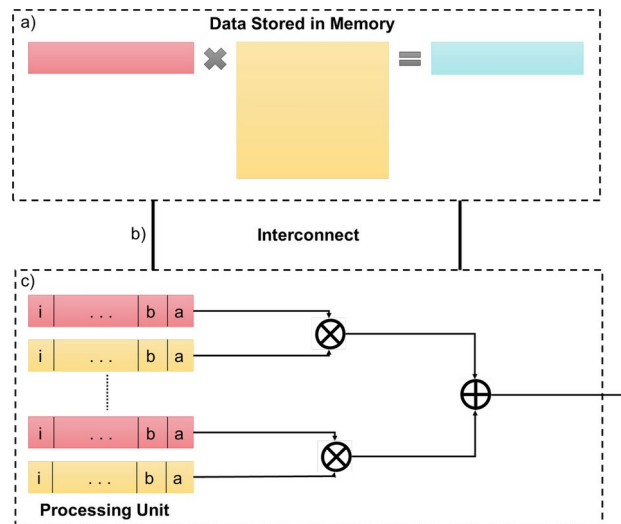 a)
Data Stored in Memory
b)
Interconnect
c)
i ... b a
i ... b a
i ... b a
i ... b a
Processing Unit